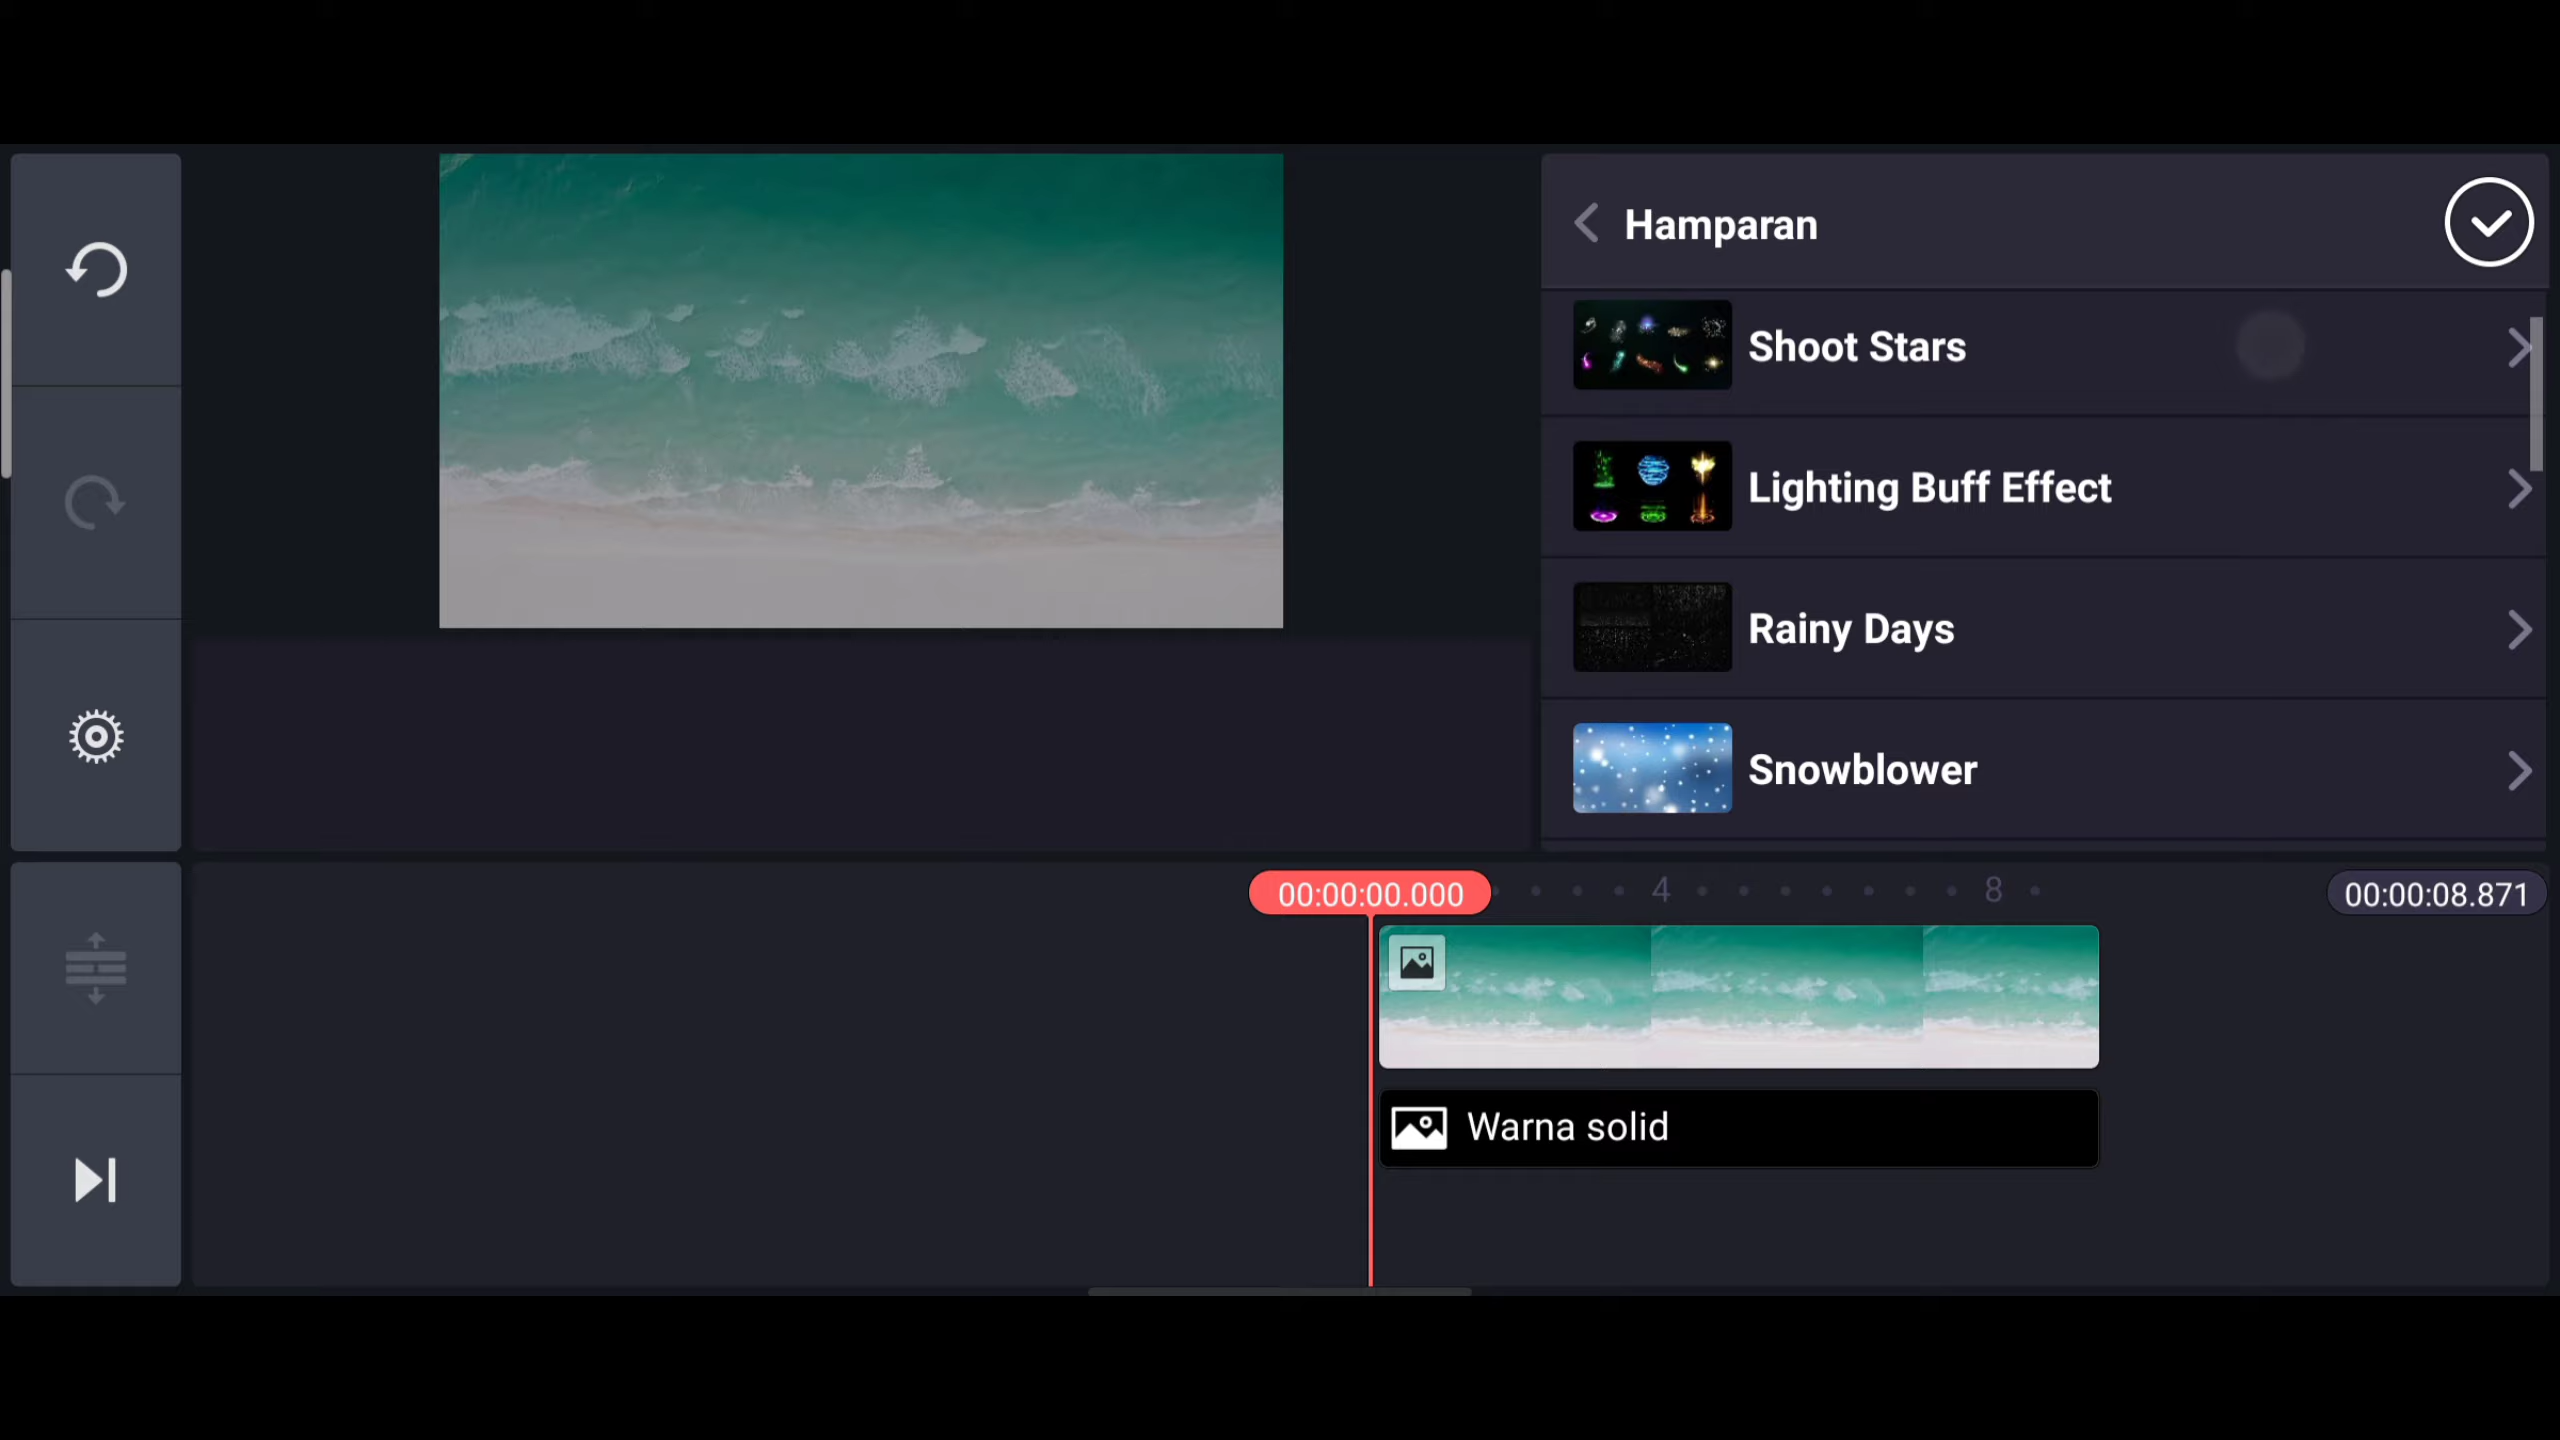 Hamparan
Shoot Stars
Lighting Buff Effect
Rainy Days
Snowblower
00:00:00.000
4
8
00:00:08.871
Warna solid